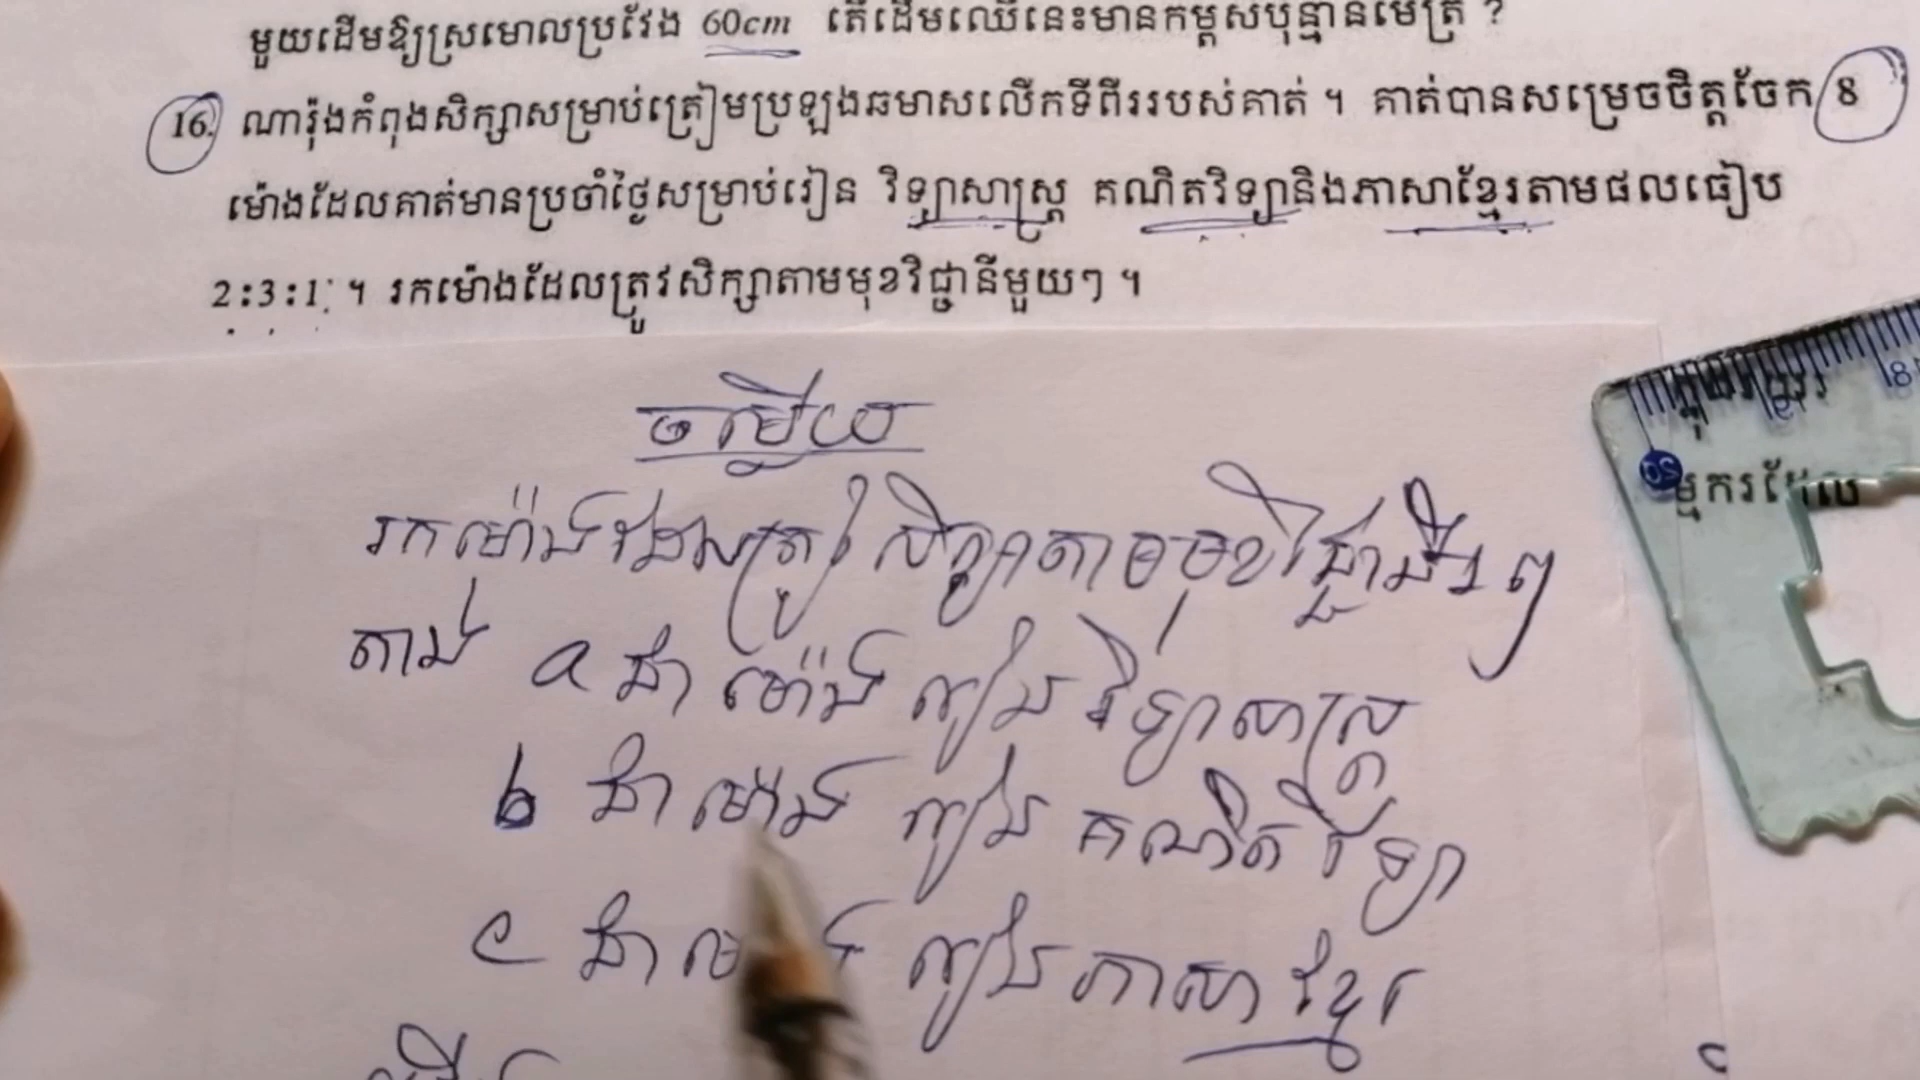 មួយដើមឱ្យស្រមោលប្រវែង 60cm តើដើមឈើនេះមានកម្ពស់ប៉ុន្មានម៉ែត្រ ?
16. ណារ៉ុងកំពុងសិក្សាសម្រាប់ត្រៀមប្រឡងឆមាសលើកទីពីររបស់គាត់ ។ គាត់បានសម្រេចចិត្តចែក 8
ម៉ោងដែលគាត់មានប្រចាំថ្ងៃសម្រាប់រៀន វិទ្យាសាស្ត្រ គណិតវិទ្យានិងភាសាខ្មែរតាមផលធៀប
2:3:1 ។ រកម៉ោងដែលត្រូវសិក្សាតាមមុខវិជ្ជានីមួយៗ ។
ចម្លើយ
រកម៉ោងដែលត្រូវសិក្សាតាមមុខវិជ្ជានីមួយៗ
តាង a ជាម៉ោងរៀនវិទ្យាសាស្ត្រ
b ជាម៉ោងរៀនគណិតវិទ្យា
c ជា រៀនភាសាខ្មែរ
8
ម្មករដែល